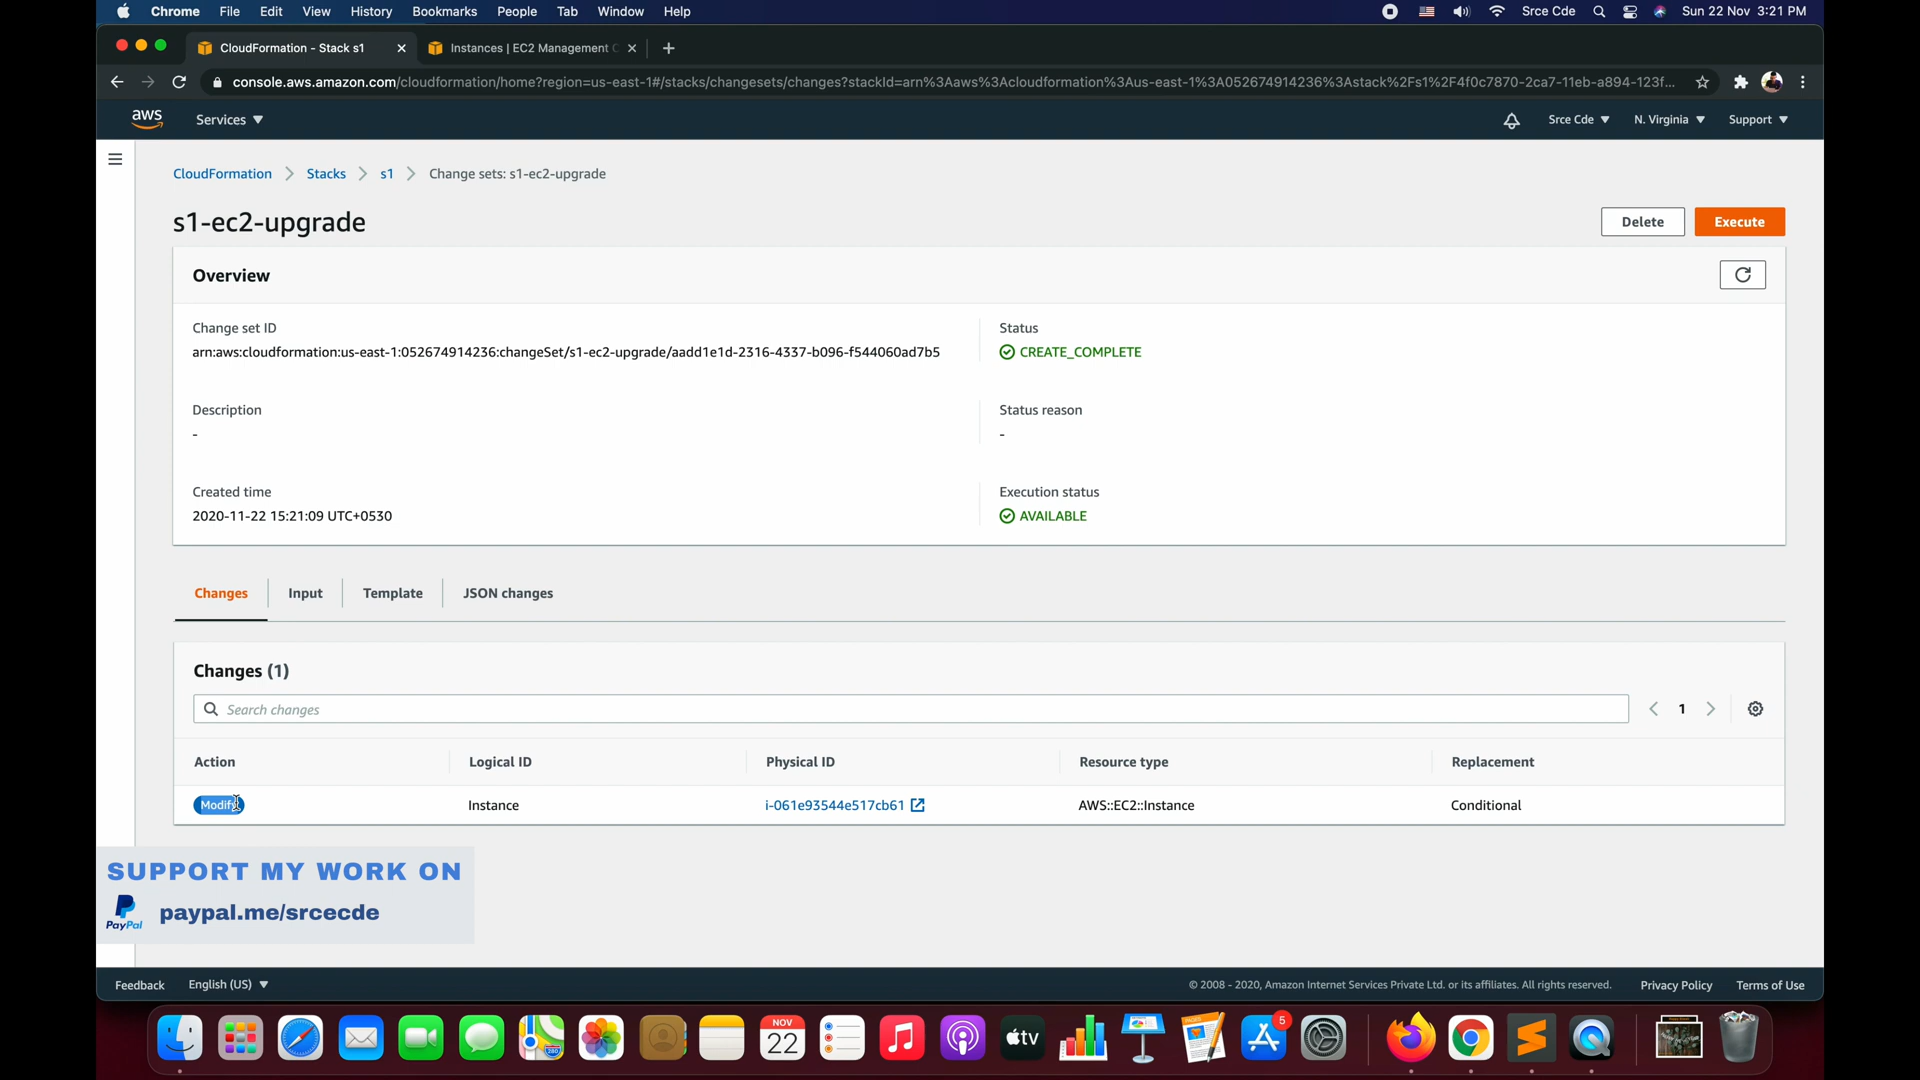 Chrome File Edit View History Bookmarks People Tab Window Help Srce Cde Sun 22 Nov 3:21 PM
CloudFormation - Stack s1 Instances | EC2 Management C
console.aws.amazon.com/cloudformation/home?region=us-east-1#/stacks/changesets/changes?stackId=arn%3Aaws%3Acloudformation%3Aus-east-1%3A052674914236%3Astack%2Fs1%2F4f0c7870-2ca7-11eb-a894-123f...
aws Services Srce Cde N. Virginia Support
CloudFormation Stacks s1 Change sets: s1-ec2-upgrade
s1-ec2-upgrade Delete Execute
Overview
Change set ID Status
arn:aws:cloudformation:us-east-1:052674914236:changeSet/s1-ec2-upgrade/aadd1e1d-2316-4337-b096-f544060ad7b5 CREATE_COMPLETE
Description Status reason
- -
Created time Execution status
2020-11-22 15:21:09 UTC+0530 AVAILABLE
Changes Input Template JSON changes
Changes (1)
Search changes 1
Action Logical ID Physical ID Resource type Replacement
Modify Instance i-061e93544e517cb61 AWS::EC2::Instance Conditional
SUPPORT MY WORK ON
PayPal paypal.me/srcecde
Feedback English (US) © 2008 - 2020, Amazon Internet Services Private Ltd. or its affiliates. All rights reserved. Privacy Policy Terms of Use
NOV
22
280
tv
5